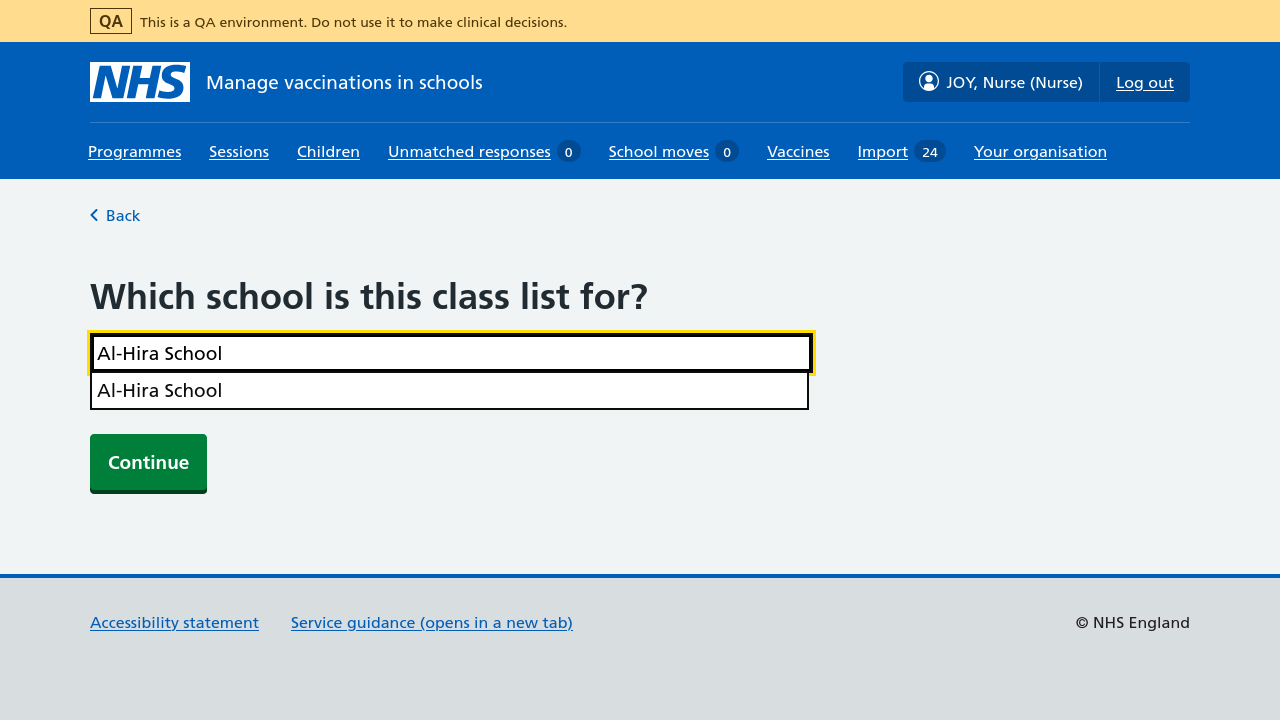 QA This is a QA environment. Do not use it to make clinical decisions.
NHS Manage vaccinations in schools JOY, Nurse (Nurse) Log out
Programmes Sessions Children Unmatched responses 0 School moves 0 Vaccines Import 24 Your organisation
Back
Which school is this class list for?
Al-Hira School
Al-Hira School
Continue
Accessibility statement Service guidance (opens in a new tab) © NHS England